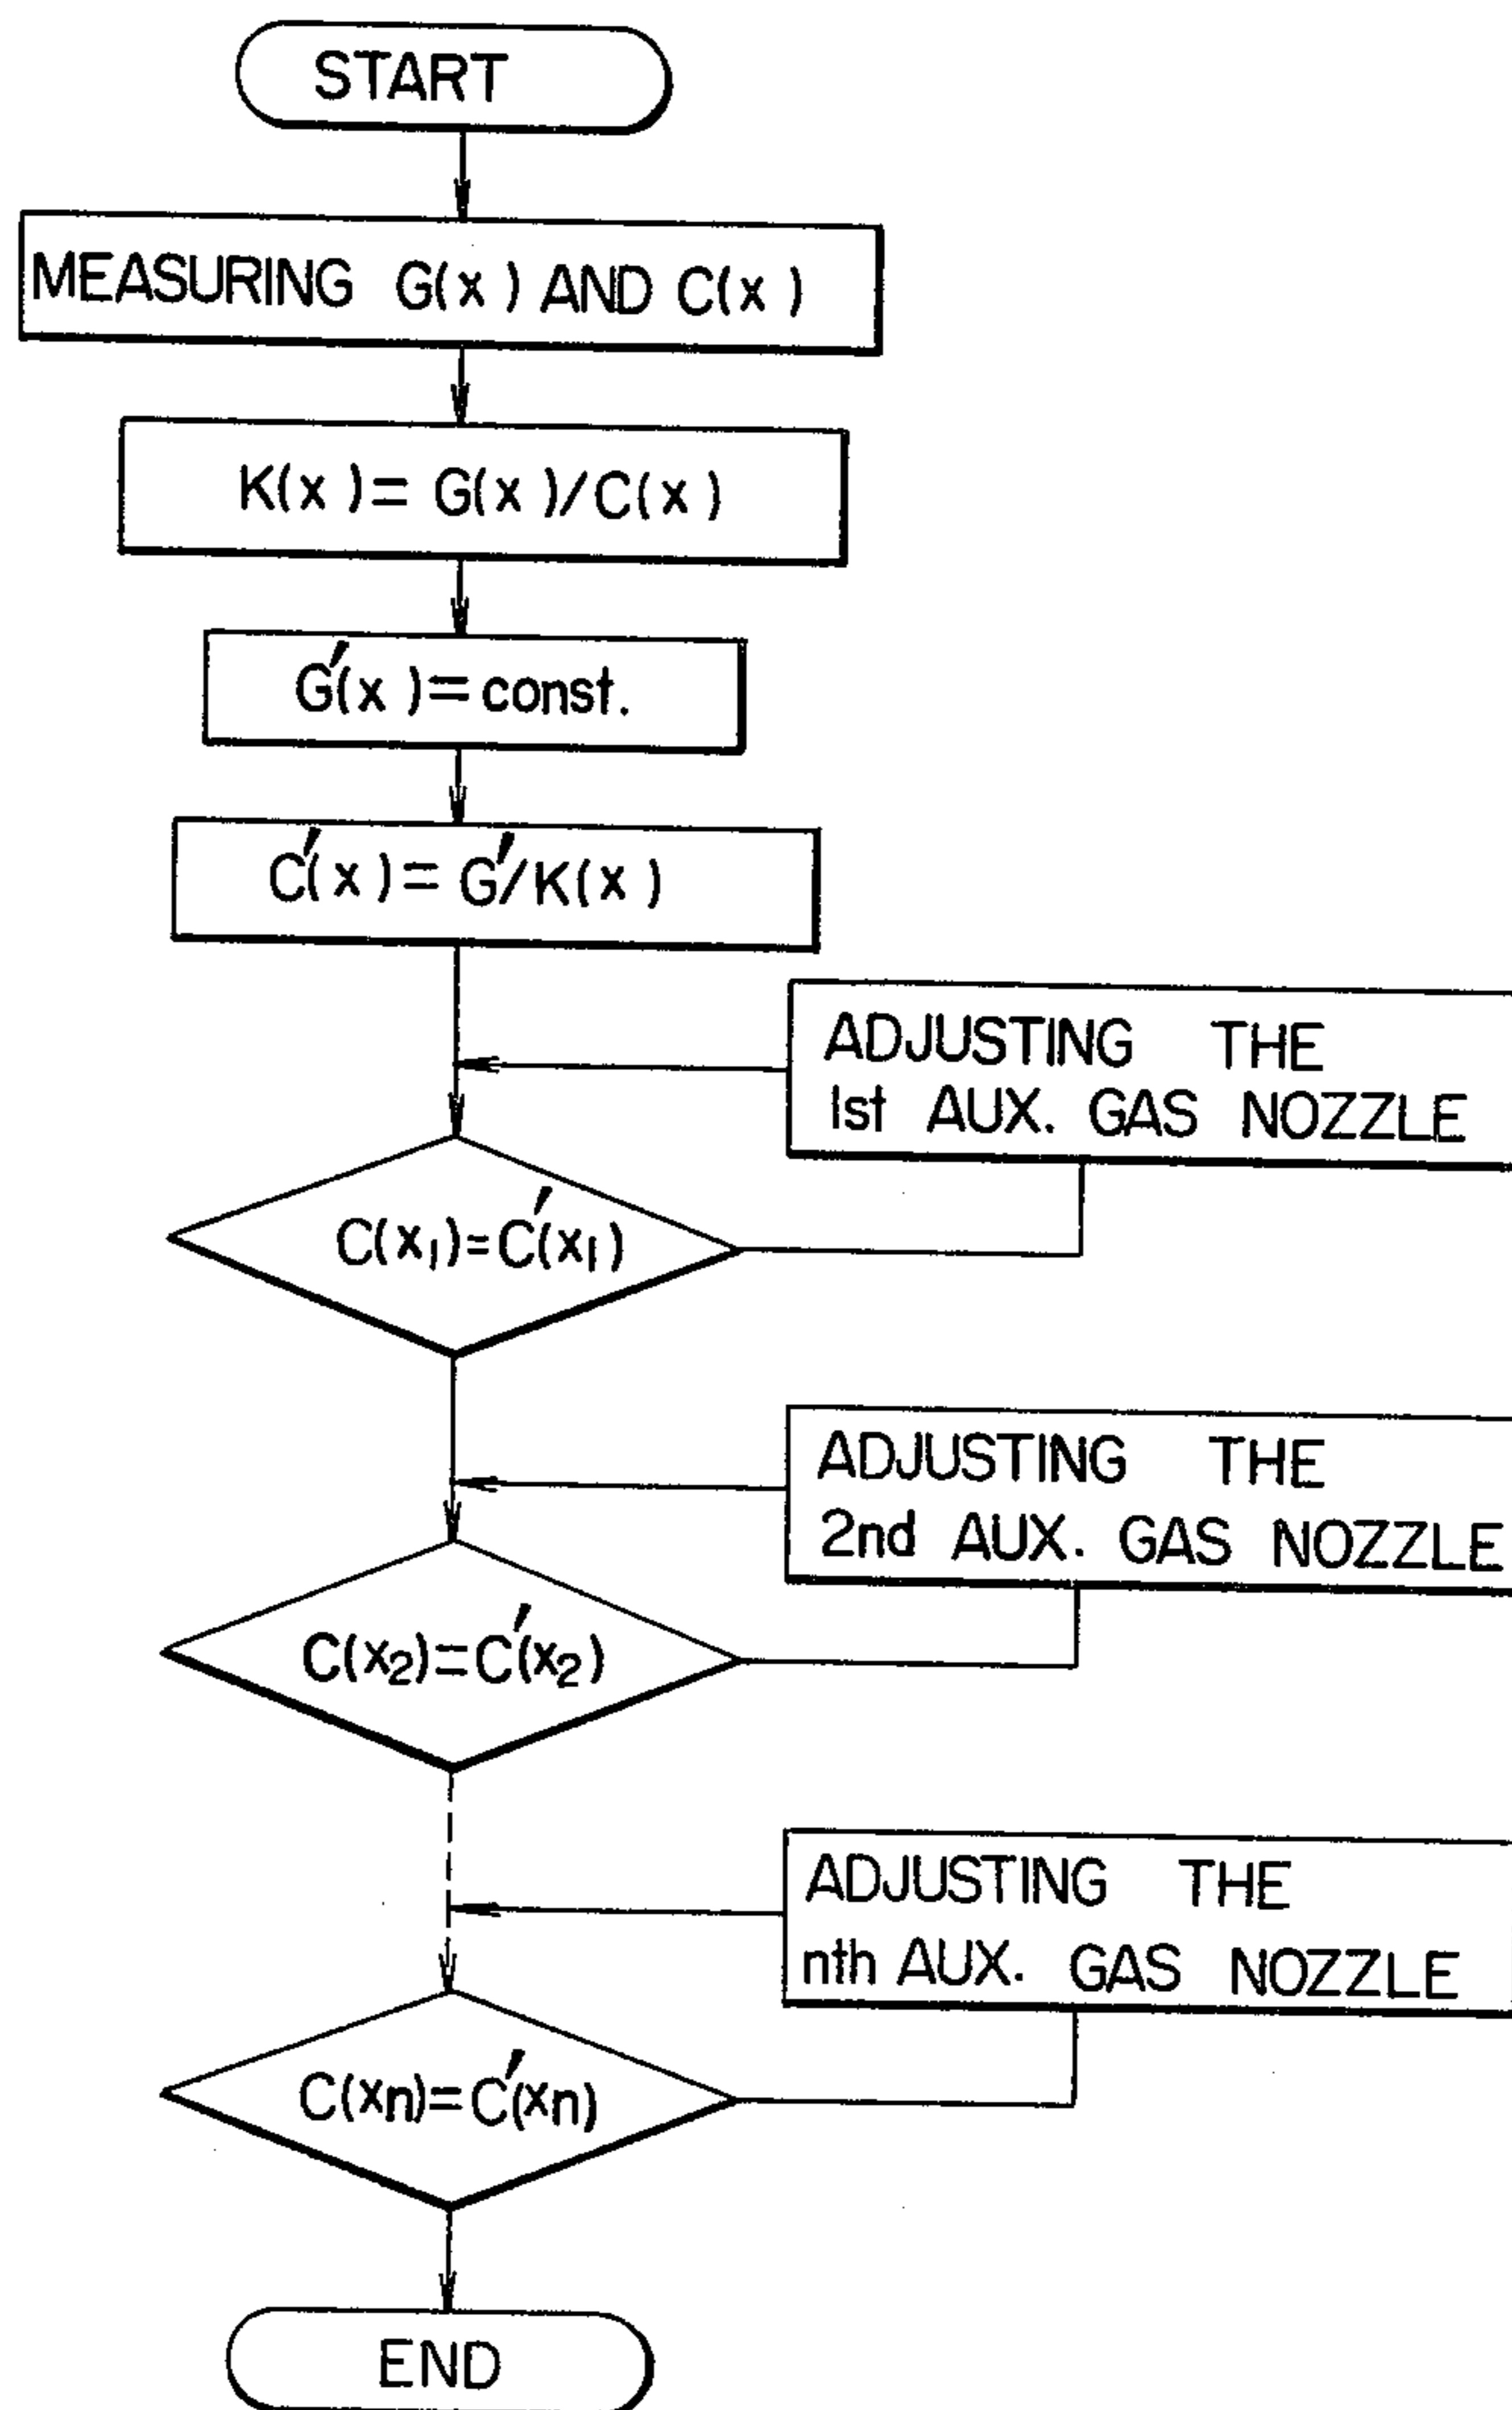 START
MEASURING G(x) AND C(x)
K(x) = G(x)/C(x)
G'(x) = const.
C'(x) = G'/K(x)
ADJUSTING THE
1st AUX. GAS NOZZLE
C(x₁)=C'(x₁)
ADJUSTING THE
2nd AUX. GAS NOZZLE
C(x₂)=C'(x₂)
ADJUSTING THE
nth AUX. GAS NOZZLE
C(xn)=C'(xn)
END